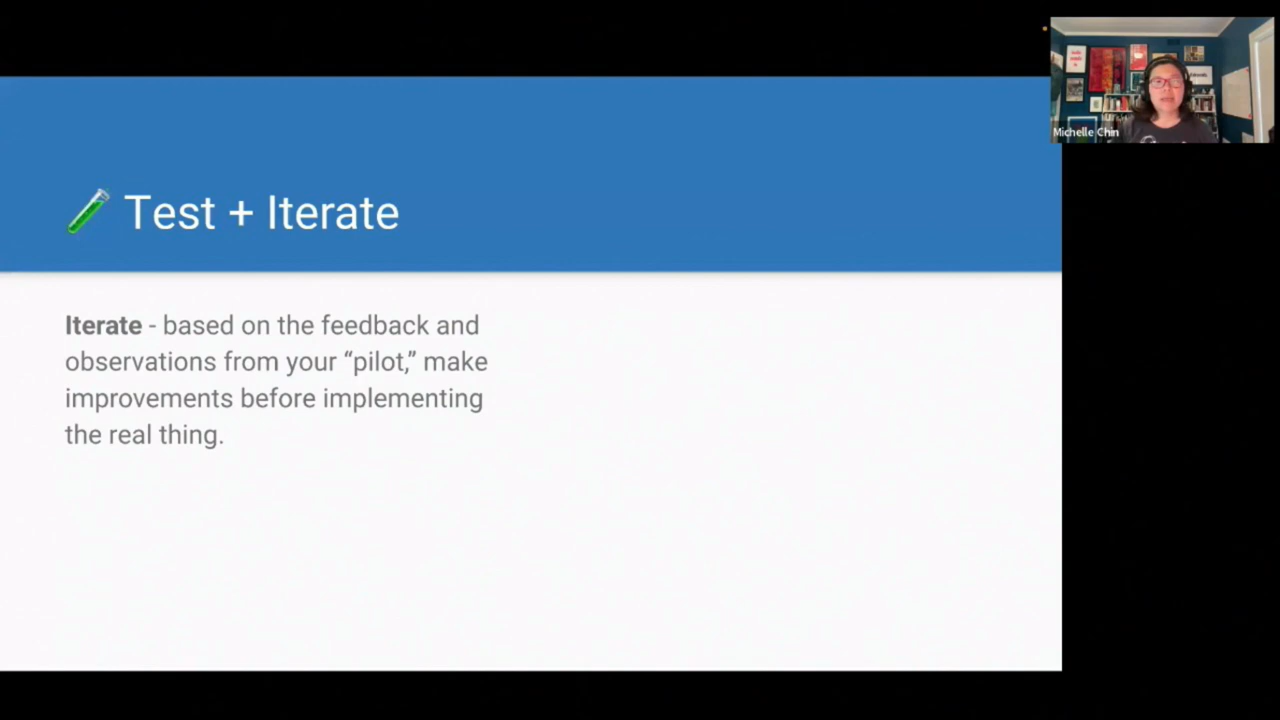 Test + Iterate
Iterate - based on the feedback and
observations from your “pilot,” make
improvements before implementing
the real thing.
Michelle Chin